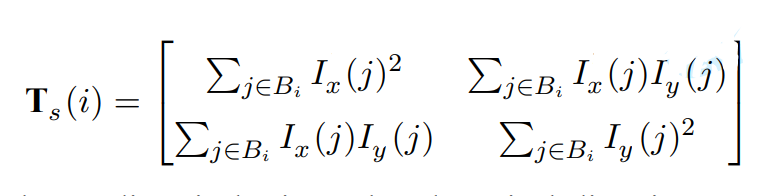 T_s(i) = [ ∑_{j∈B_i} I_x(j)^2   ∑_{j∈B_i} I_x(j)I_y(j)
∑_{j∈B_i} I_x(j)I_y(j)   ∑_{j∈B_i} I_y(j)^2 ]